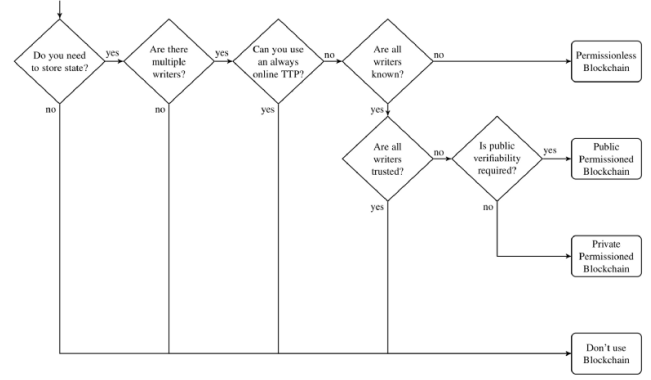 Do you need
to store state?
yes
no
Are there
multiple
writers?
yes
no
Can you use
an always
online TTP?
no
yes
Are all
writers
known?
no
yes
Permissionless
Blockchain
Are all
writers
trusted?
no
yes
Is public
verifiability
required?
yes
no
Public
Permissioned
Blockchain
Private
Permissioned
Blockchain
Don't use
Blockchain